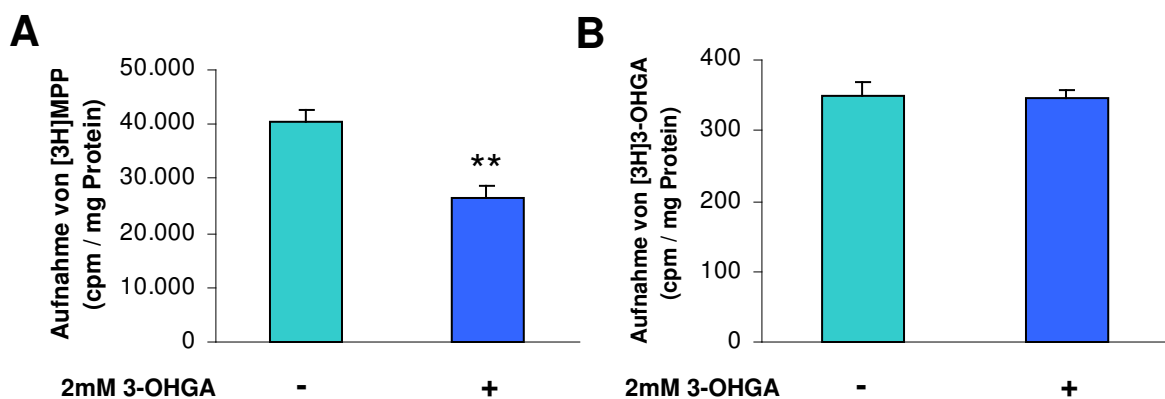 A
Aufnahme von [3H]MPP
(cpm / mg Protein)
50.000
40.000
30.000
20.000
10.000
0
**
2mM 3-OHGA - +
B
Aufnahme von [3H]3-OHGA
(cpm / mg Protein)
400
300
200
100
0
2mM 3-OHGA - +